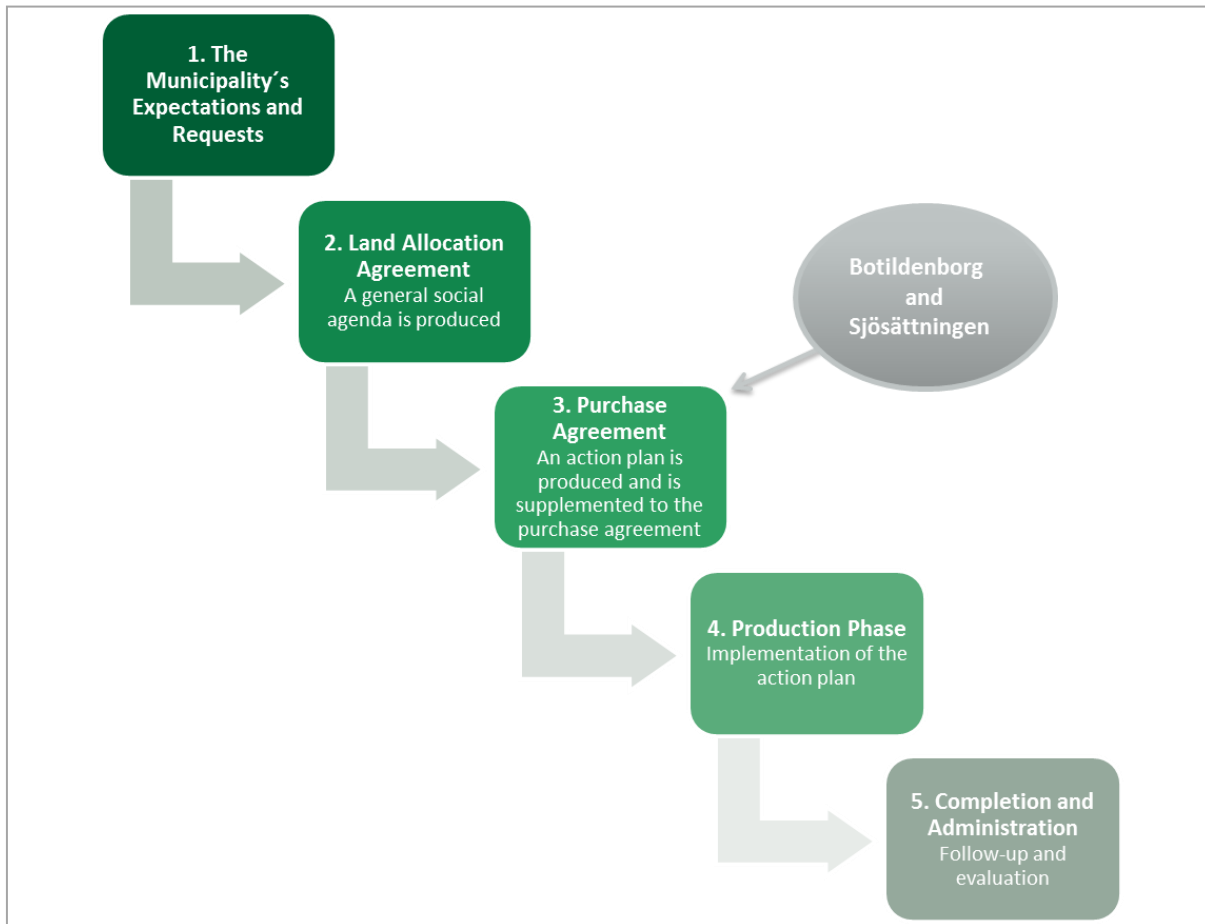 1. The
Municipality´s
Expectations and
Requests
2. Land Allocation
Agreement
A general social
agenda is produced
Botildenborg
and
Sjösättningen
3. Purchase
Agreement
An action plan is
produced and is
supplemented to the
purchase agreement
4. Production Phase
Implementation of the
action plan
5. Completion and
Administration
Follow-up and
evaluation